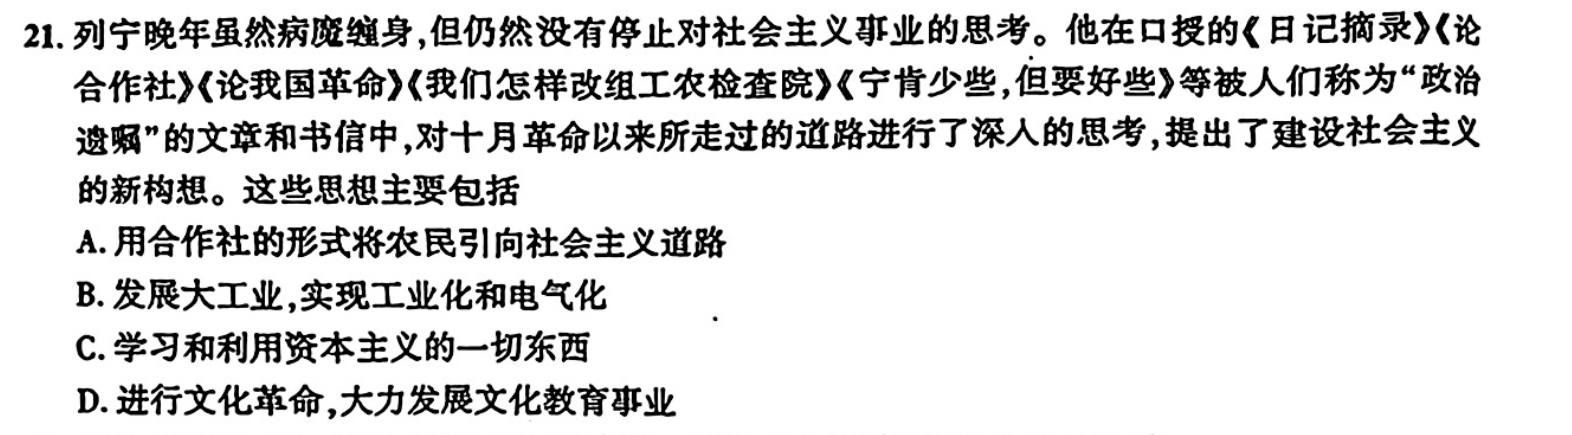 21. 列宁晚年虽然病魔缠身,但仍然没有停止对社会主义事业的思考。他在口授的《日记摘录》《论
合作社》《论我国革命》《我们怎样改组工农检查院》《宁肯少些,但要好些》等被人们称为“政治
遗嘱”的文章和书信中,对十月革命以来所走过的道路进行了深入的思考,提出了建设社会主义
的新构想。这些思想主要包括
A. 用合作社的形式将农民引向社会主义道路
B. 发展大工业,实现工业化和电气化
C. 学习和利用资本主义的一切东西
D. 进行文化革命,大力发展文化教育事业